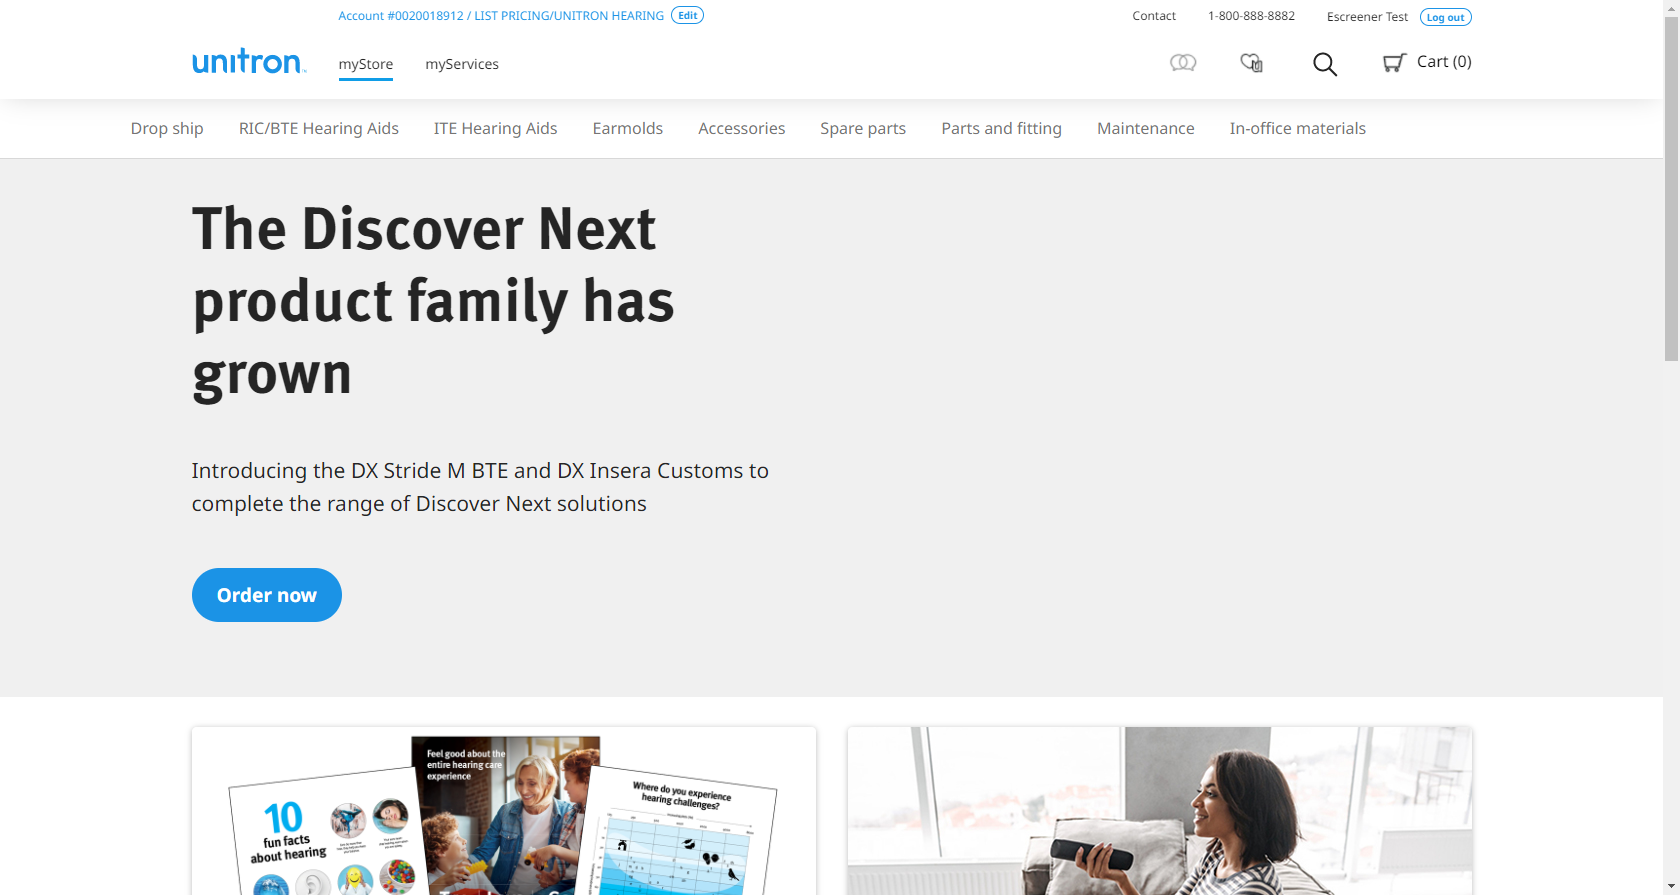 Account #0020018912 / LIST PRICING/UNITRON HEARING Edit
Contact 1-800-888-8882 Escreener Test Log out
unitron myStore myServices Cart (0)
Drop ship RIC/BTE Hearing Aids ITE Hearing Aids Earmolds Accessories Spare parts Parts and fitting Maintenance In-office materials
The Discover Next
product family has
grown
Introducing the DX Stride M BTE and DX Insera Customs to
complete the range of Discover Next solutions
Order now
Feel good about the
entire hearing care
experience
10
fun facts
about hearing
Where do you experience
hearing challenges?